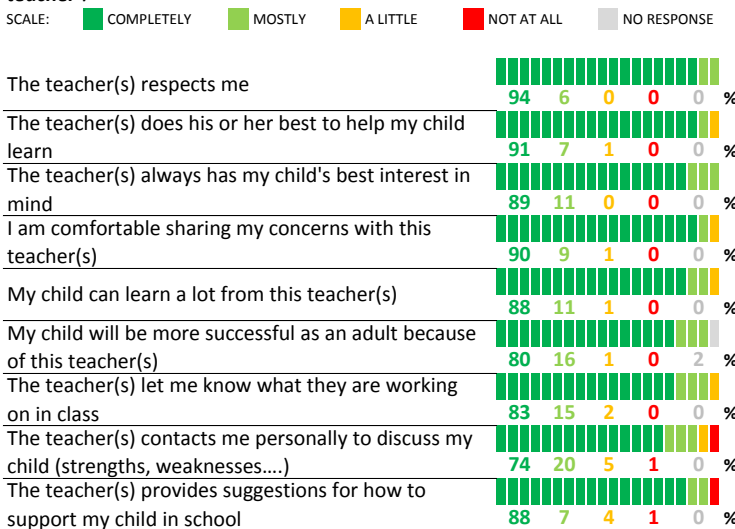 teacher?
SCALE: COMPLETELY MOSTLY A LITTLE NOT AT ALL NO RESPONSE
The teacher(s) respects me
94 6 0 0 0 %
The teacher(s) does his or her best to help my child
learn
91 7 1 0 0 %
The teacher(s) always has my child's best interest in
mind
89 11 0 0 0 %
I am comfortable sharing my concerns with this
teacher(s)
90 9 1 0 0 %
My child can learn a lot from this teacher(s)
88 11 1 0 0 %
My child will be more successful as an adult because
of this teacher(s)
80 16 1 0 2 %
The teacher(s) let me know what they are working
on in class
83 15 2 0 0 %
The teacher(s) contacts me personally to discuss my
child (strengths, weaknesses....)
74 20 5 1 0 %
The teacher(s) provides suggestions for how to
support my child in school
88 7 4 1 0 %